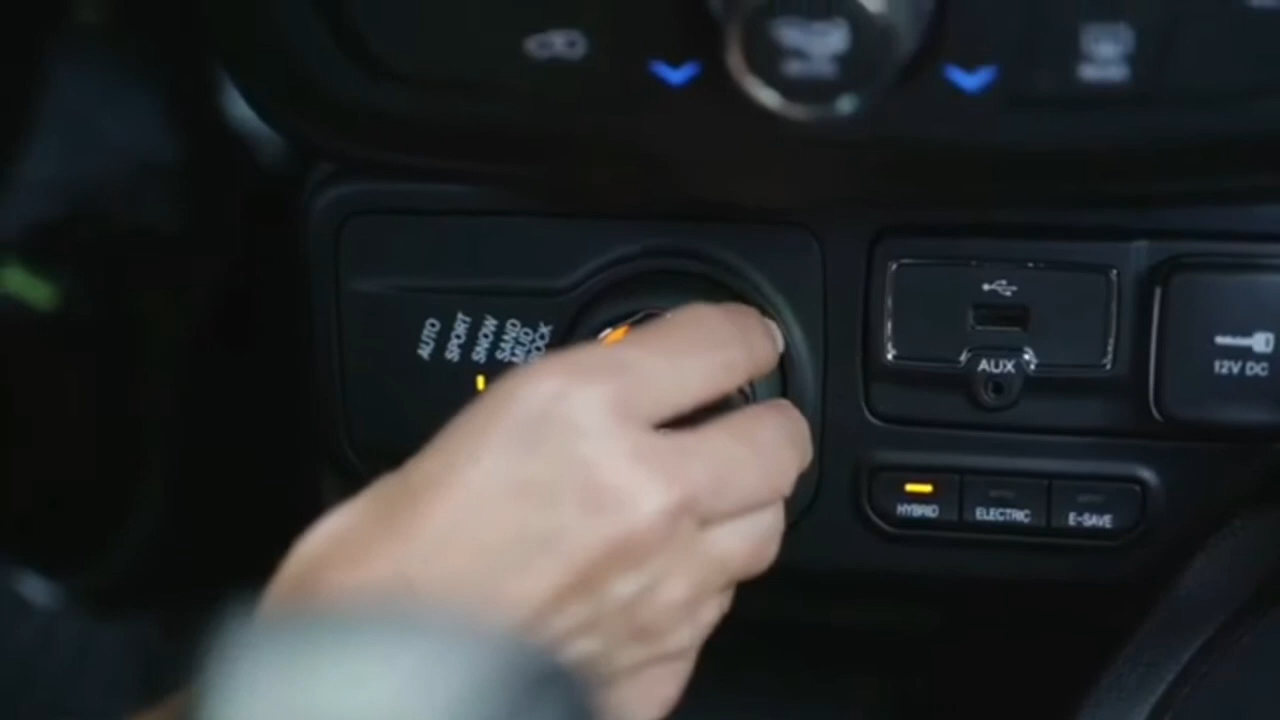 AUTO
SPORT
SNOW
SAND
MUD
AUX
12V DC
HYBRID
ELECTRIC
E-SAVE